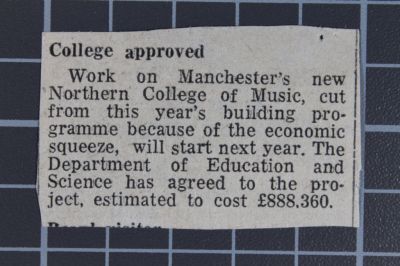 College approved
Work on Manchester's new
Northern College of Music, cut
from this year's building pro-
gramme because of the economic
squeeze, will start next year. The
Department of Education and
Science has agreed to the pro-
ject, estimated to cost £888,360.